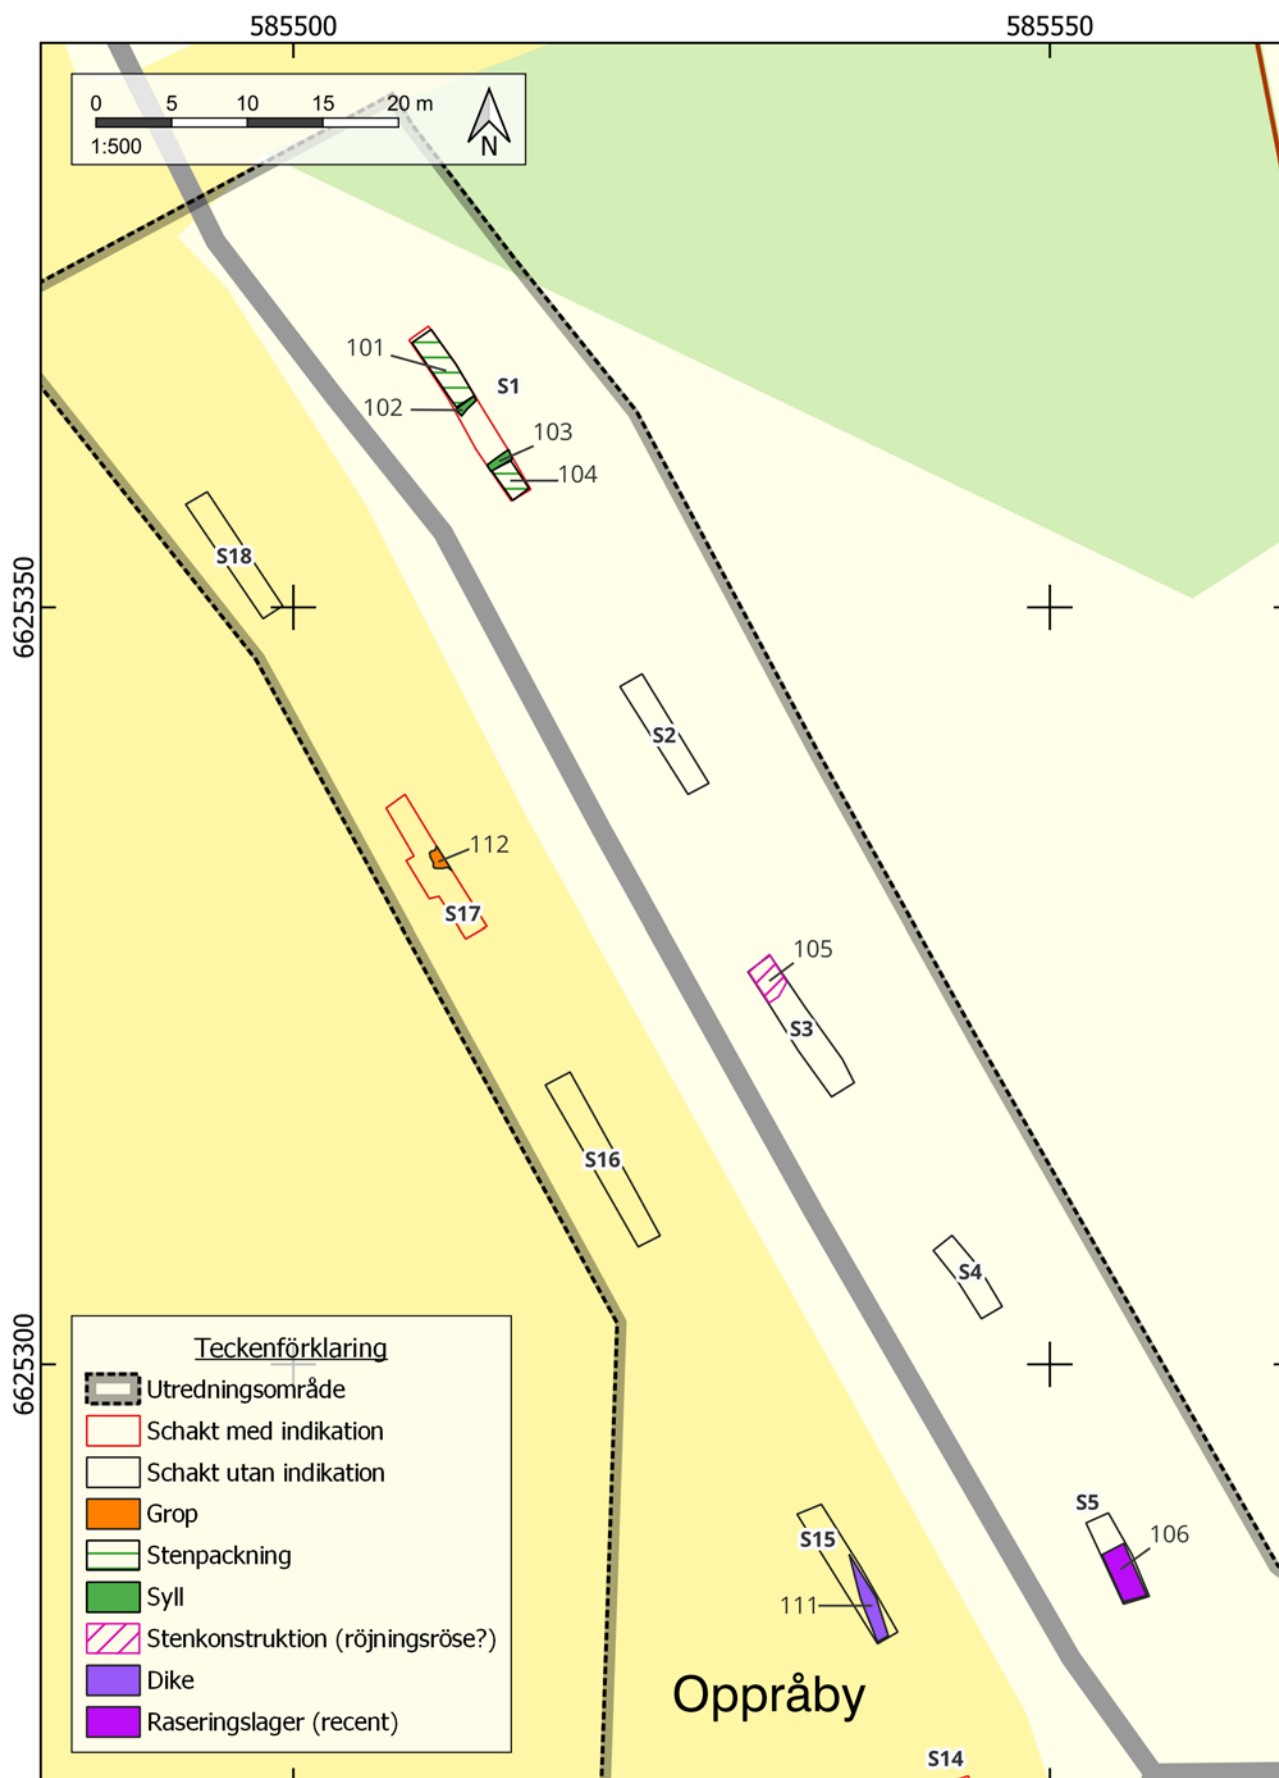 585500 585550
0 5 10 15 20 m
1:500
N
101
S1
102
103
104
S18
6625350
S2
112
S17
105
S3
S16
S4
6625300
Teckenförklaring
Utredningsområde
Schakt med indikation
Schakt utan indikation
Grop
Stenpackning
Syll
Stenkonstruktion (röjningsröse?)
Dike
Raseringslager (recent)
S5
106
S15
111
Oppråby
S14